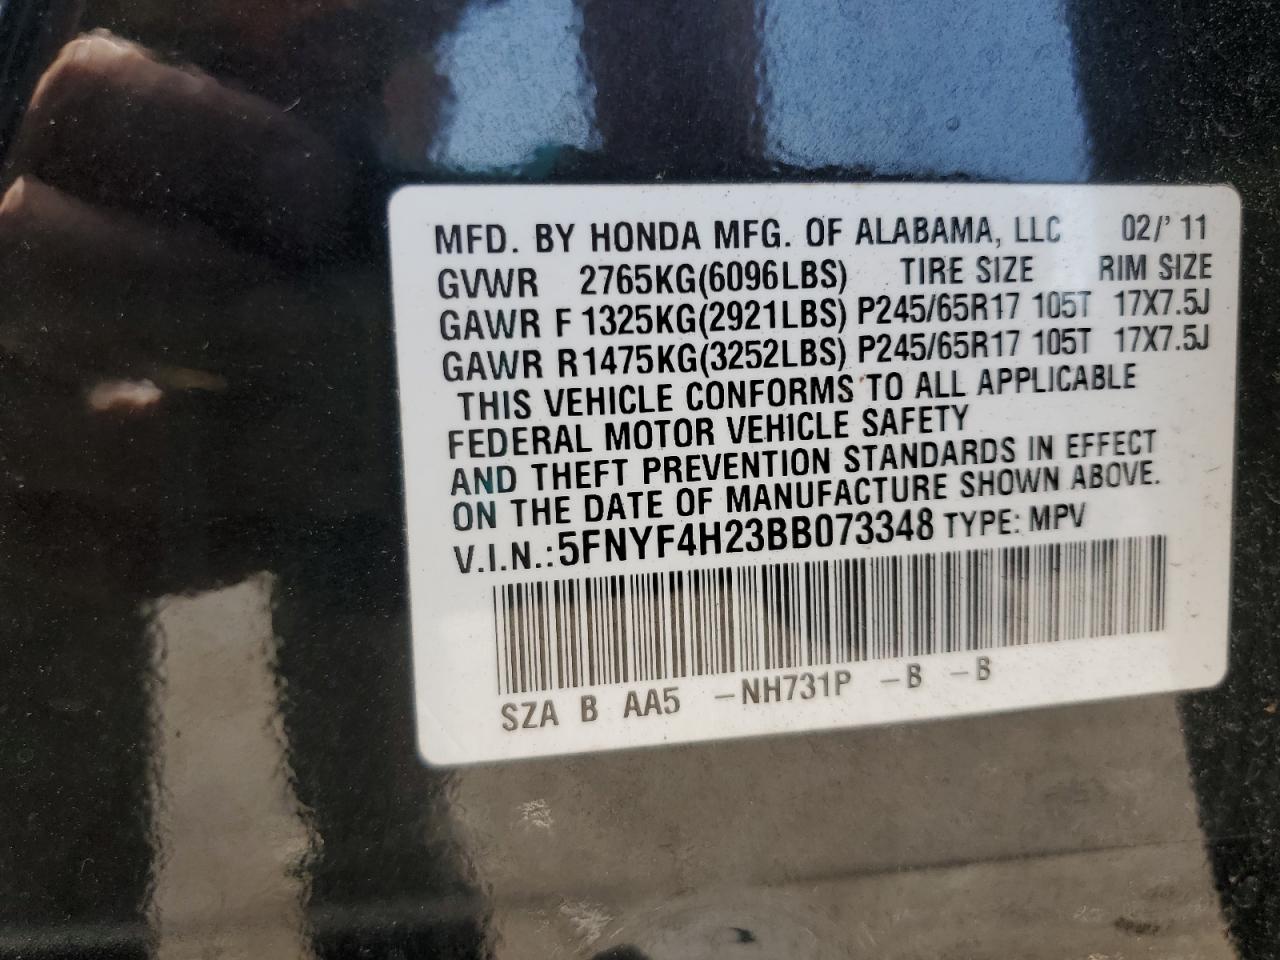 MFD. BY HONDA MFG. OF ALABAMA, LLC 02/'11
GVWR 2765KG(6096LBS) TIRE SIZE RIM SIZE
GAWR F 1325KG(2921LBS) P245/65R17 105T 17X7.5J
GAWR R1475KG(3252LBS) P245/65R17 105T 17X7.5J
THIS VEHICLE CONFORMS TO ALL APPLICABLE
FEDERAL MOTOR VEHICLE SAFETY
AND THEFT PREVENTION STANDARDS IN EFFECT
ON THE DATE OF MANUFACTURE SHOWN ABOVE.
V.I.N.:5FNYF4H23BB073348 TYPE: MPV
SZA B AA5 -NH731P -B -B